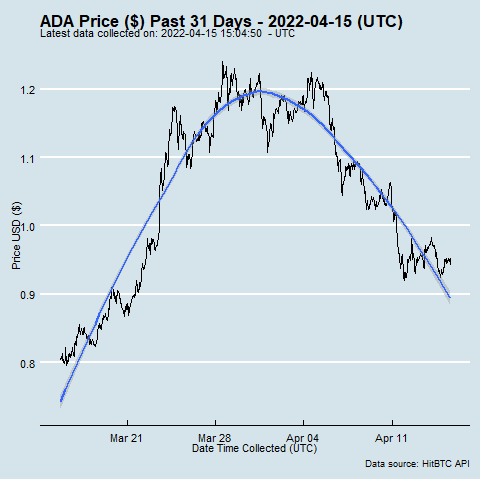 ADA Price ($) Past 31 Days - 2022-04-15 (UTC)
Latest data collected on: 2022-04-15 15:04:50 - UTC
1.2
1.1
1.0
0.9
0.8
Price USD ($)
Mar 21 Mar 28 Apr 04 Apr 11
Date Time Collected (UTC)
Data source: HitBTC API